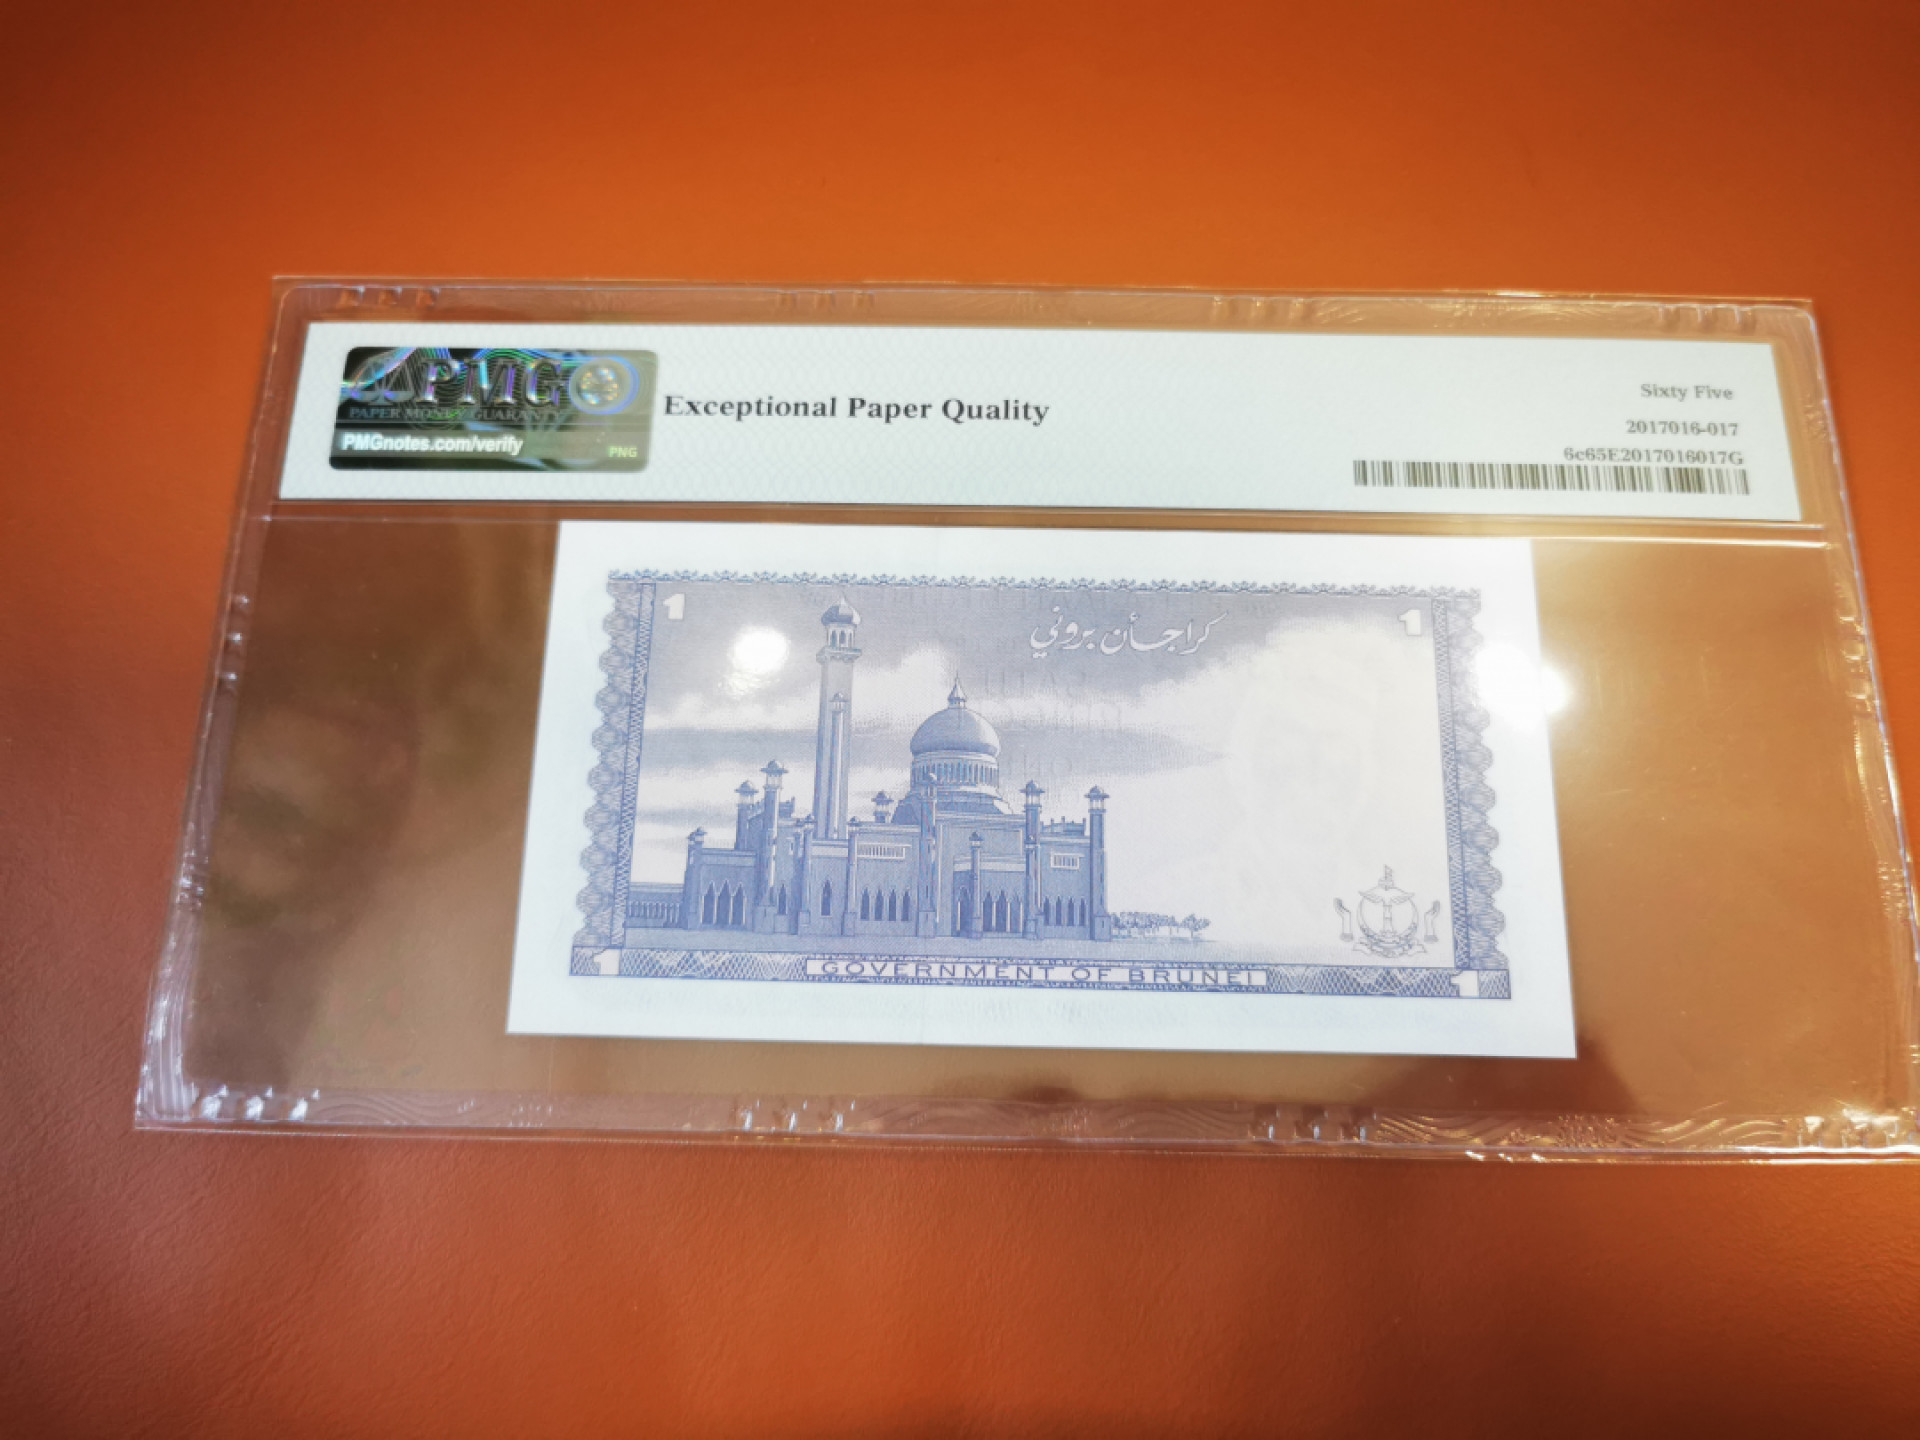 PMG
PAPER MONEY GUARANTY
PMGnotes.com/verify
PNG
Exceptional Paper Quality
Sixty Five
2017016-017
6c65E2017016017G
1
1
كراجأن بروني
1
GOVERNMENT OF BRUNEI
1